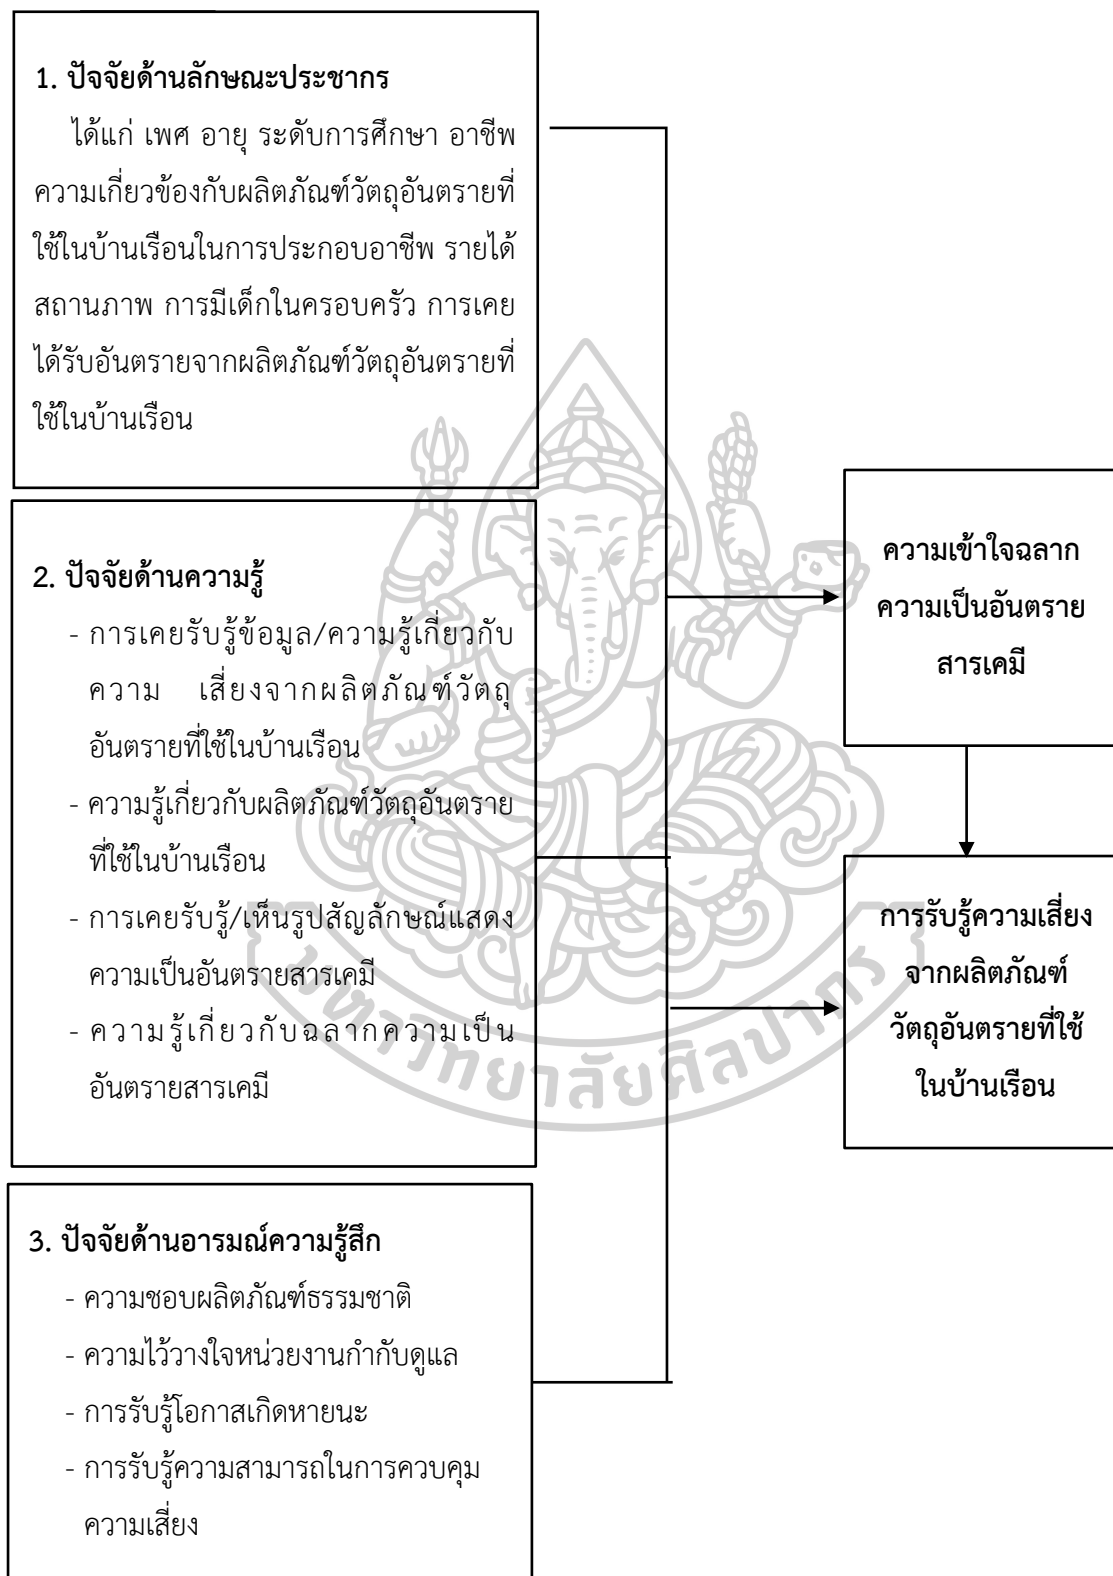 1. ปัจจัยด้านลักษณะประชากร
ได้แก่ เพศ อายุ ระดับการศึกษา อาชีพ
ความเกี่ยวข้องกับผลิตภัณฑ์วัตถุอันตรายที่
ใช้ในบ้านเรือนในการประกอบอาชีพ รายได้
สถานภาพ การมีเด็กในครอบครัว การเคย
ได้รับอันตรายจากผลิตภัณฑ์วัตถุอันตรายที่
ใช้ในบ้านเรือน
2. ปัจจัยด้านความรู้
- การเคยรับรู้ข้อมูล/ความรู้เกี่ยวกับ
ความ เสี่ยงจากผลิตภัณฑ์วัตถุ
อันตรายที่ใช้ในบ้านเรือน
- ความรู้เกี่ยวกับผลิตภัณฑ์วัตถุอันตราย
ที่ใช้ในบ้านเรือน
- การเคยรับรู้/เห็นรูปสัญลักษณ์แสดง
ความเป็นอันตรายสารเคมี
- ความรู้เกี่ยวกับฉลากความเป็น
อันตรายสารเคมี
3. ปัจจัยด้านอารมณ์ความรู้สึก
- ความชอบผลิตภัณฑ์ธรรมชาติ
- ความไว้วางใจหน่วยงานกำกับดูแล
- การรับรู้โอกาสเกิดหายนะ
- การรับรู้ความสามารถในการควบคุม
ความเสี่ยง
ความเข้าใจฉลาก
ความเป็นอันตราย
สารเคมี
การรับรู้ความเสี่ยง
จากผลิตภัณฑ์
วัตถุอันตรายที่ใช้
ในบ้านเรือน
มหาวิทยาลัยศิลปากร